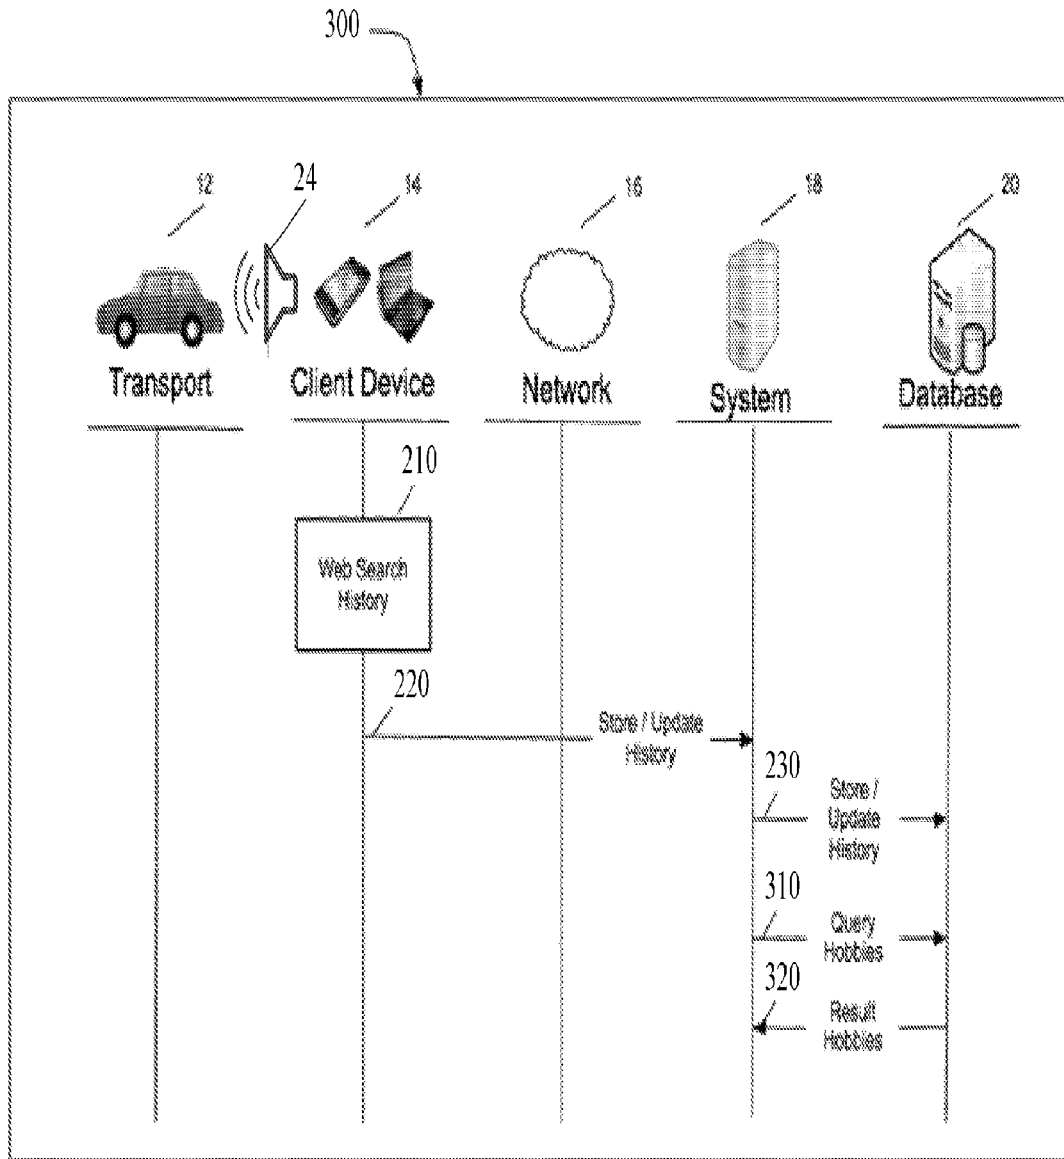 300
12
24
14
16
18
20
Transport
Client Device
Network
System
Database
210
Web Search
History
220
Store / Update
History
230
Store /
Update
History
310
Query
Hobbies
320
Result
Hobbies